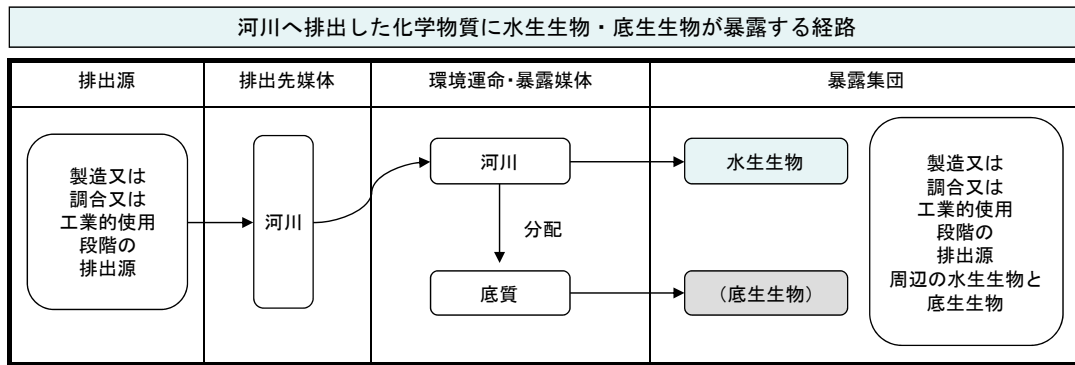 河川へ排出した化学物質に水生生物・底生生物が暴露する経路
排出源
排出先媒体
環境運命・暴露媒体
暴露集団
製造又は
調合又は
工業的使用
段階の
排出源
河川
河川
分配
底質
水生生物
(底生生物)
製造又は
調合又は
工業的使用
段階の
排出源
周辺の水生生物と
底生生物